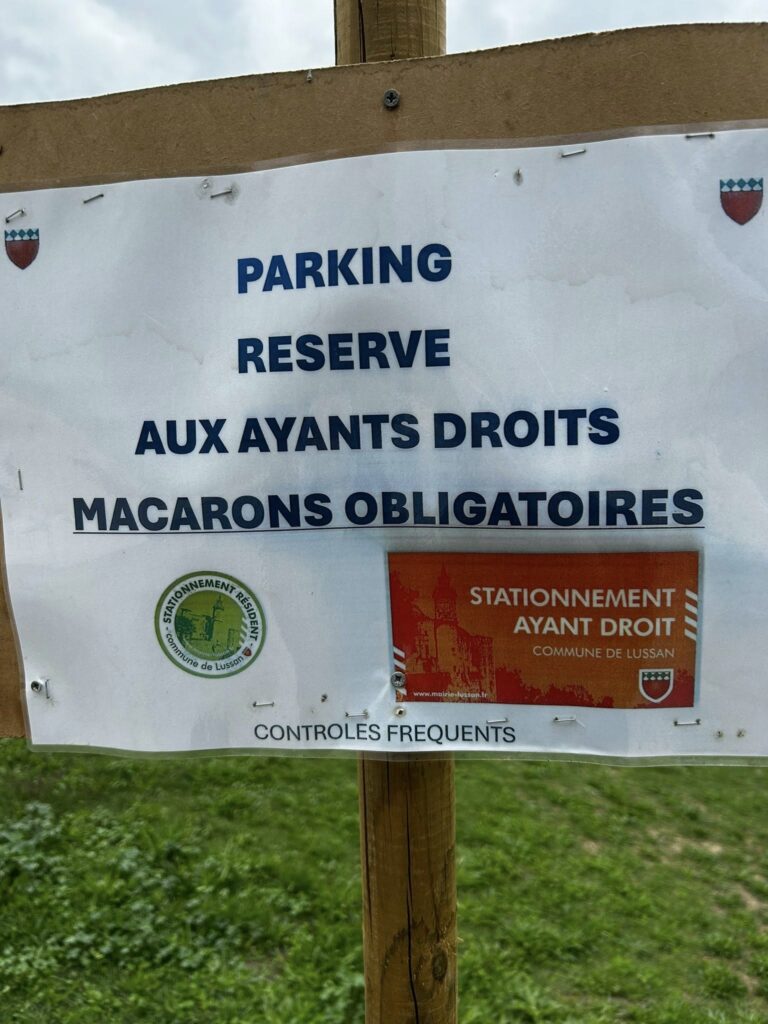 PARKING
RESERVE
AUX AYANTS DROITS
MACARONS OBLIGATOIRES
- STATIONNEMENT RÉSIDENT -
commune de Lussan
STATIONNEMENT
AYANT DROIT
COMMUNE DE LUSSAN
www.mairie-lussan.fr
CONTROLES FREQUENTS